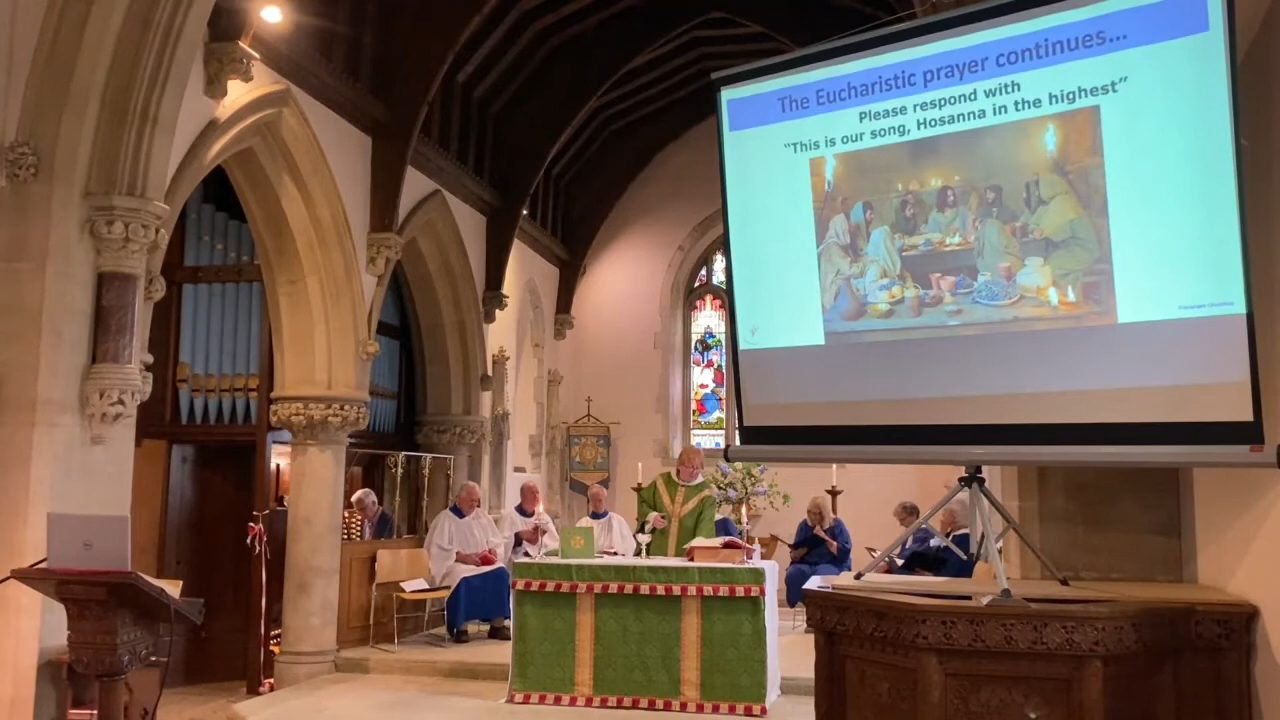 The Eucharistic prayer continues...
Please respond with
“This is our song, Hosanna in the highest”